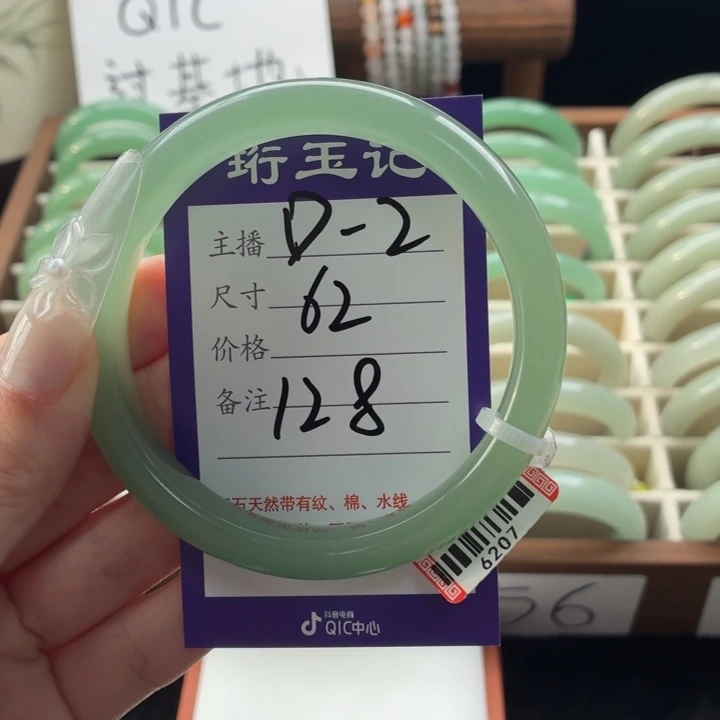 QIC
过基地
珩玉记
主播 D-2
尺寸 62
价格
备注 128
石天然带有纹、棉、水线
6207
抖音电商
QIC中心
56